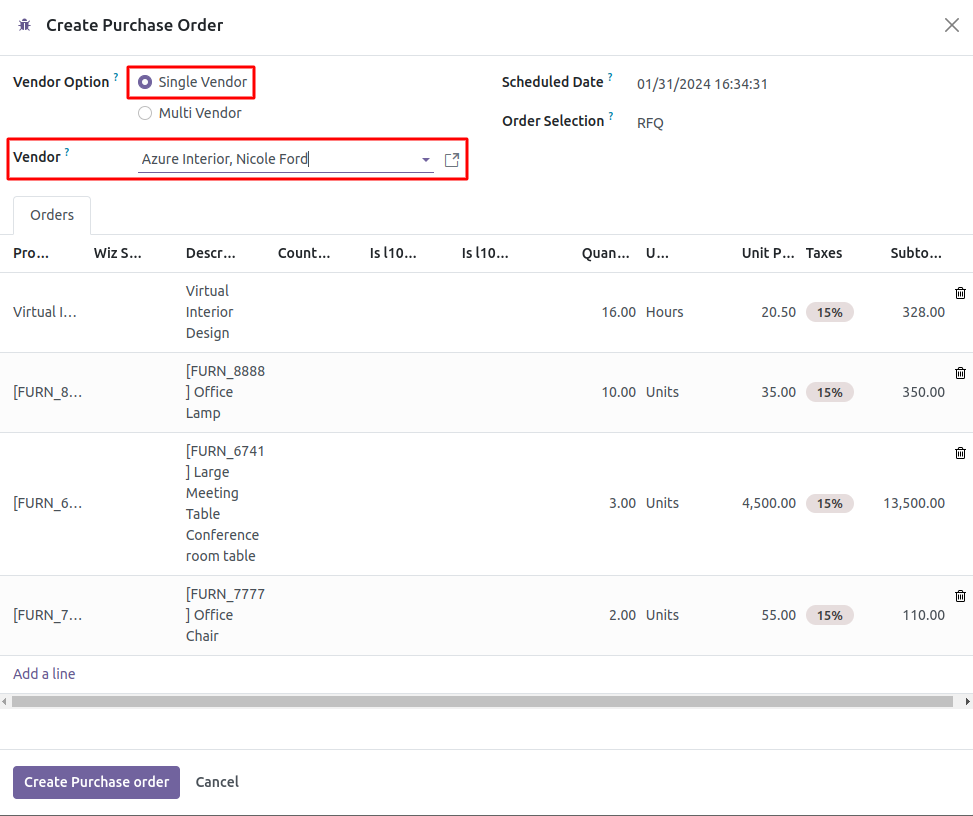 Create Purchase Order
Vendor Option ? Single Vendor
Multi Vendor
Scheduled Date ? 01/31/2024 16:34:31
Order Selection ? RFQ
Vendor ? Azure Interior, Nicole Ford
Orders
Pro... Wiz S... Descr... Count... Is l10... Is l10... Quan... U... Unit P... Taxes Subto...
Virtual I... Virtual
Interior
Design 16.00 Hours 20.50 15% 328.00
[FURN_8... [FURN_8888
] Office
Lamp 10.00 Units 35.00 15% 350.00
[FURN_6... [FURN_6741
] Large
Meeting
Table
Conference
room table 3.00 Units 4,500.00 15% 13,500.00
[FURN_7... [FURN_7777
] Office
Chair 2.00 Units 55.00 15% 110.00
Add a line
Create Purchase order Cancel